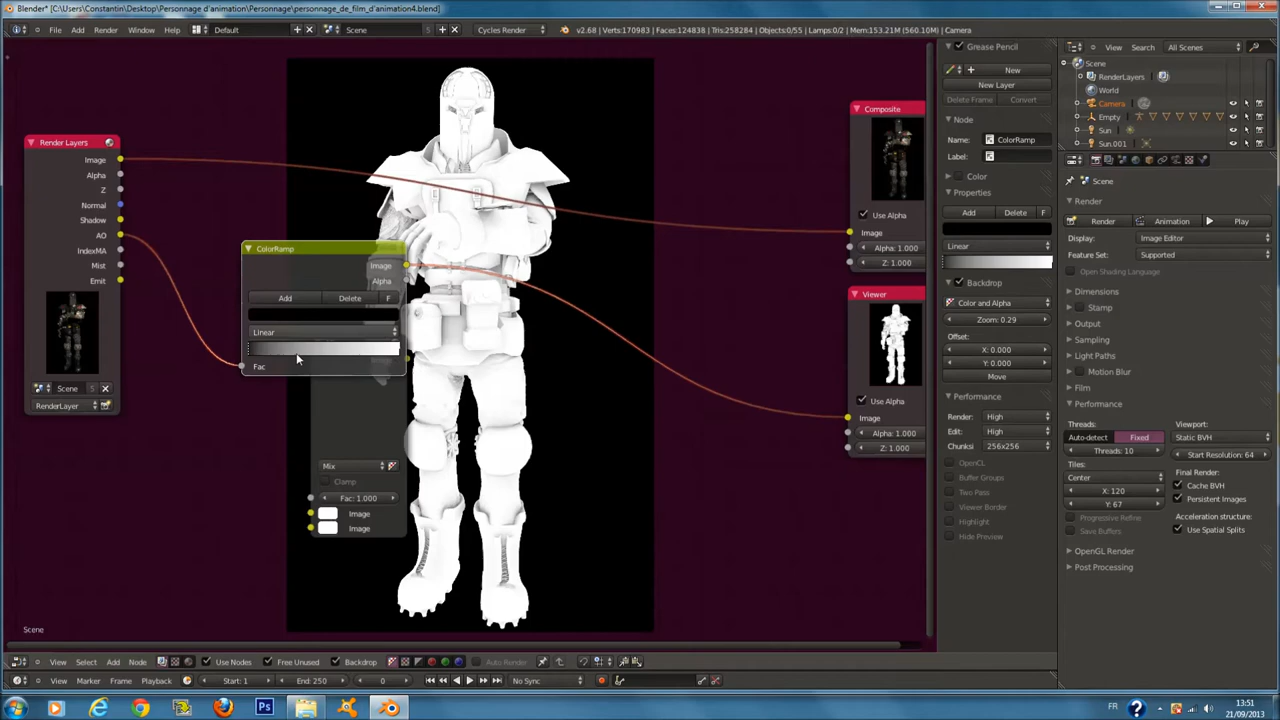 Blender* [C:\Users\Constantin\Desktop\Personnage d'animation\Personnage\personnage_de_film_d'animation4.blend]
File Add Render Window Help
Default
Scene
5
F
Cycles Render
v2.68 | Verts:170983 | Faces:124838 | Tris:258284 | Objects:0/55 | Lamps:0/2 | Mem:153.21M (560.10M) | Camera
Render Layers
Image
Alpha
Z
Normal
Shadow
AO
IndexMA
Mist
Emit
Scene
5
RenderLayer
ColorRamp
Image
Alpha
Add
Delete
F
Linear
Fac
Mix
Clamp
Fac: 1.000
Image
Image
Composite
Use Alpha
Image
Alpha: 1.000
Z: 1.000
Viewer
Use Alpha
Image
Alpha: 1.000
Z: 1.000
Scene
Grease Pencil
New
New Layer
Delete Frame Convert
Node
Name: ColorRamp
Label:
Color
Properties
Add Delete F
Linear
Backdrop
Color and Alpha
Zoom: 0.29
Offset:
X: 0.000
Y: 0.000
Move
Performance
Render: High
Edit: High
Chunksi 256x256
OpenCL
Buffer Groups
Two Pass
Viewer Border
Highlight
Hide Preview
View Search All Scenes
Scene
RenderLayers
World
Camera
Empty
Sun
Sun.001
Scene
Render
Render Animation Play
Display: Image Editor
Feature Set: Supported
Open Shading Language
Dimensions
Stamp
Output
Sampling
Light Paths
Motion Blur
Film
Performance
Threads: Viewport:
Auto-detect Fixed Static BVH
Threads: 10 Start Resolution: 64
Tiles: Final Render:
Center Cache BVH
X: 120 Persistent Images
Y: 67 Acceleration structure:
Progressive Refine Use Spatial Splits
Save Buffers
OpenGL Render
Post Processing
View Select Add Node Use Nodes Free Unused Backdrop Auto Render
View Marker Frame Playback Start: 1 End: 250 0 No Sync
Ps
FR
13:51
21/09/2013